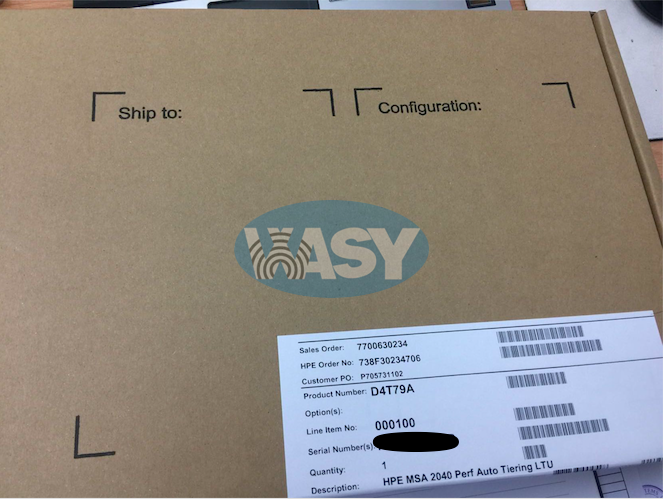 Ship to:
Configuration:
WASY
Sales Order: 7700630234
HPE Order No: 738F30234706
Customer PO: P705731102
Product Number: D4T79A
Option(s):
Line Item No: 000100
Serial Number(s):
Quantity: 1
Description: HPE MSA 2040 Perf Auto Tiering LTU